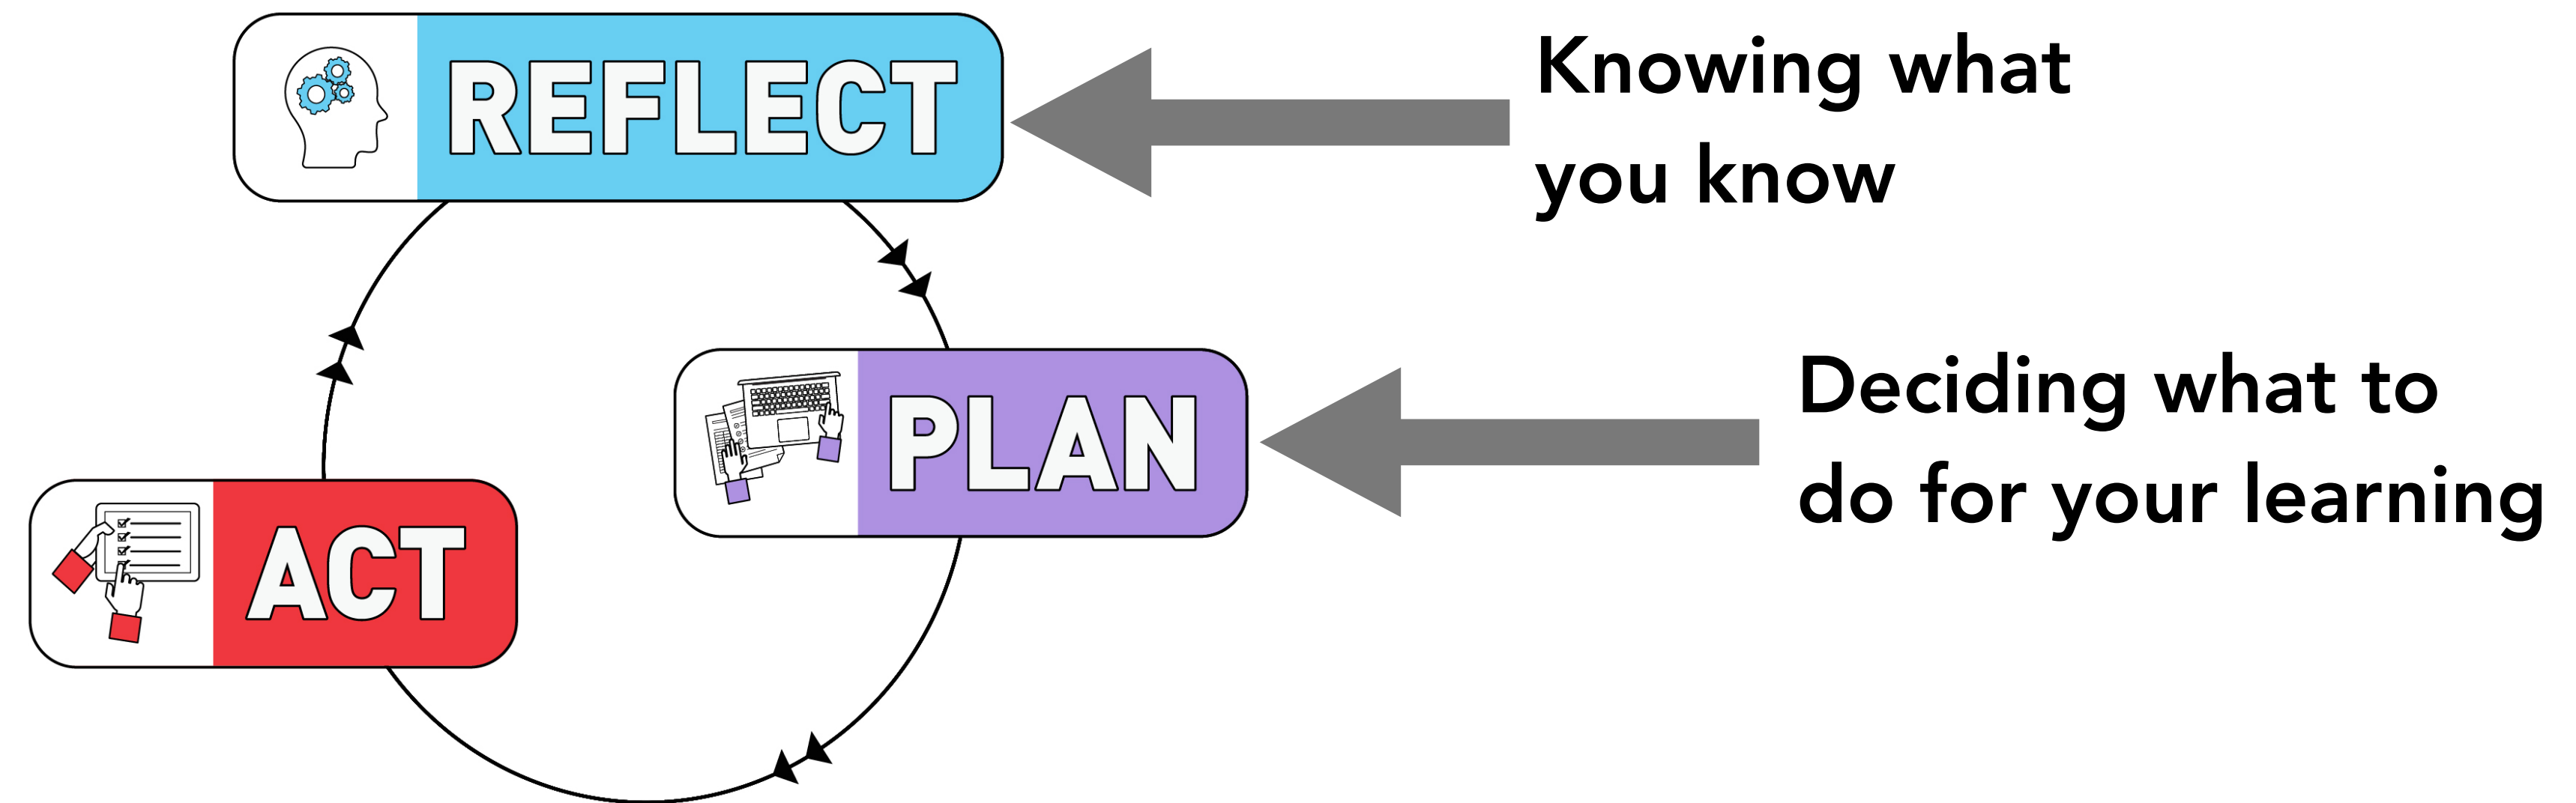 REFLECT
Knowing what
you know
PLAN
Deciding what to
do for your learning
ACT